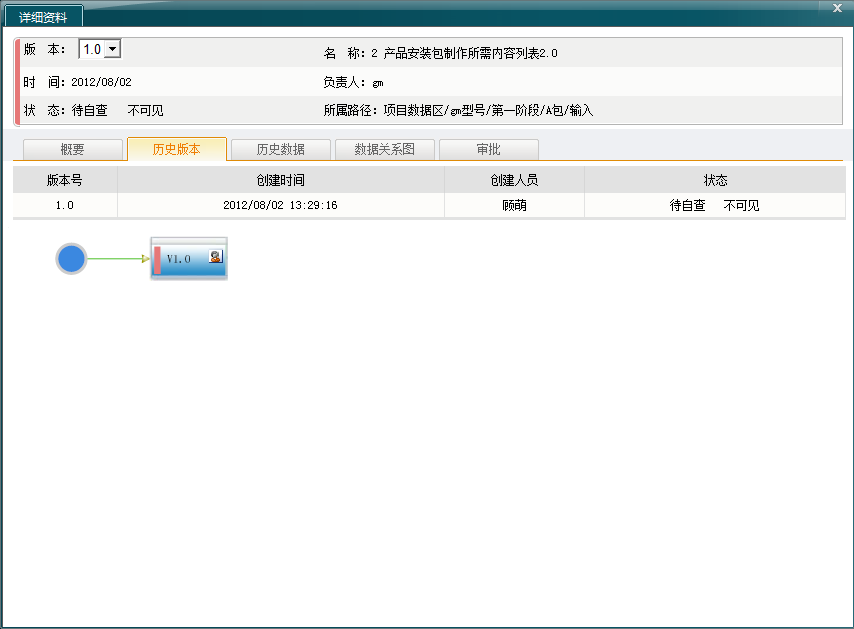 详细资料 X
版 本： 1.0 名 称：2 产品安装包制作所需内容列表2.0
时 间：2012/08/02 负责人：gm
状 态：待自查 不可见 所属路径：项目数据区/gm型号/第一阶段/A包/输入
概要 历史版本 历史数据 数据关系图 审批
版本号 创建时间 创建人员 状态
1.0 2012/08/02 13:29:16 顾萌 待自查 不可见
V1.0